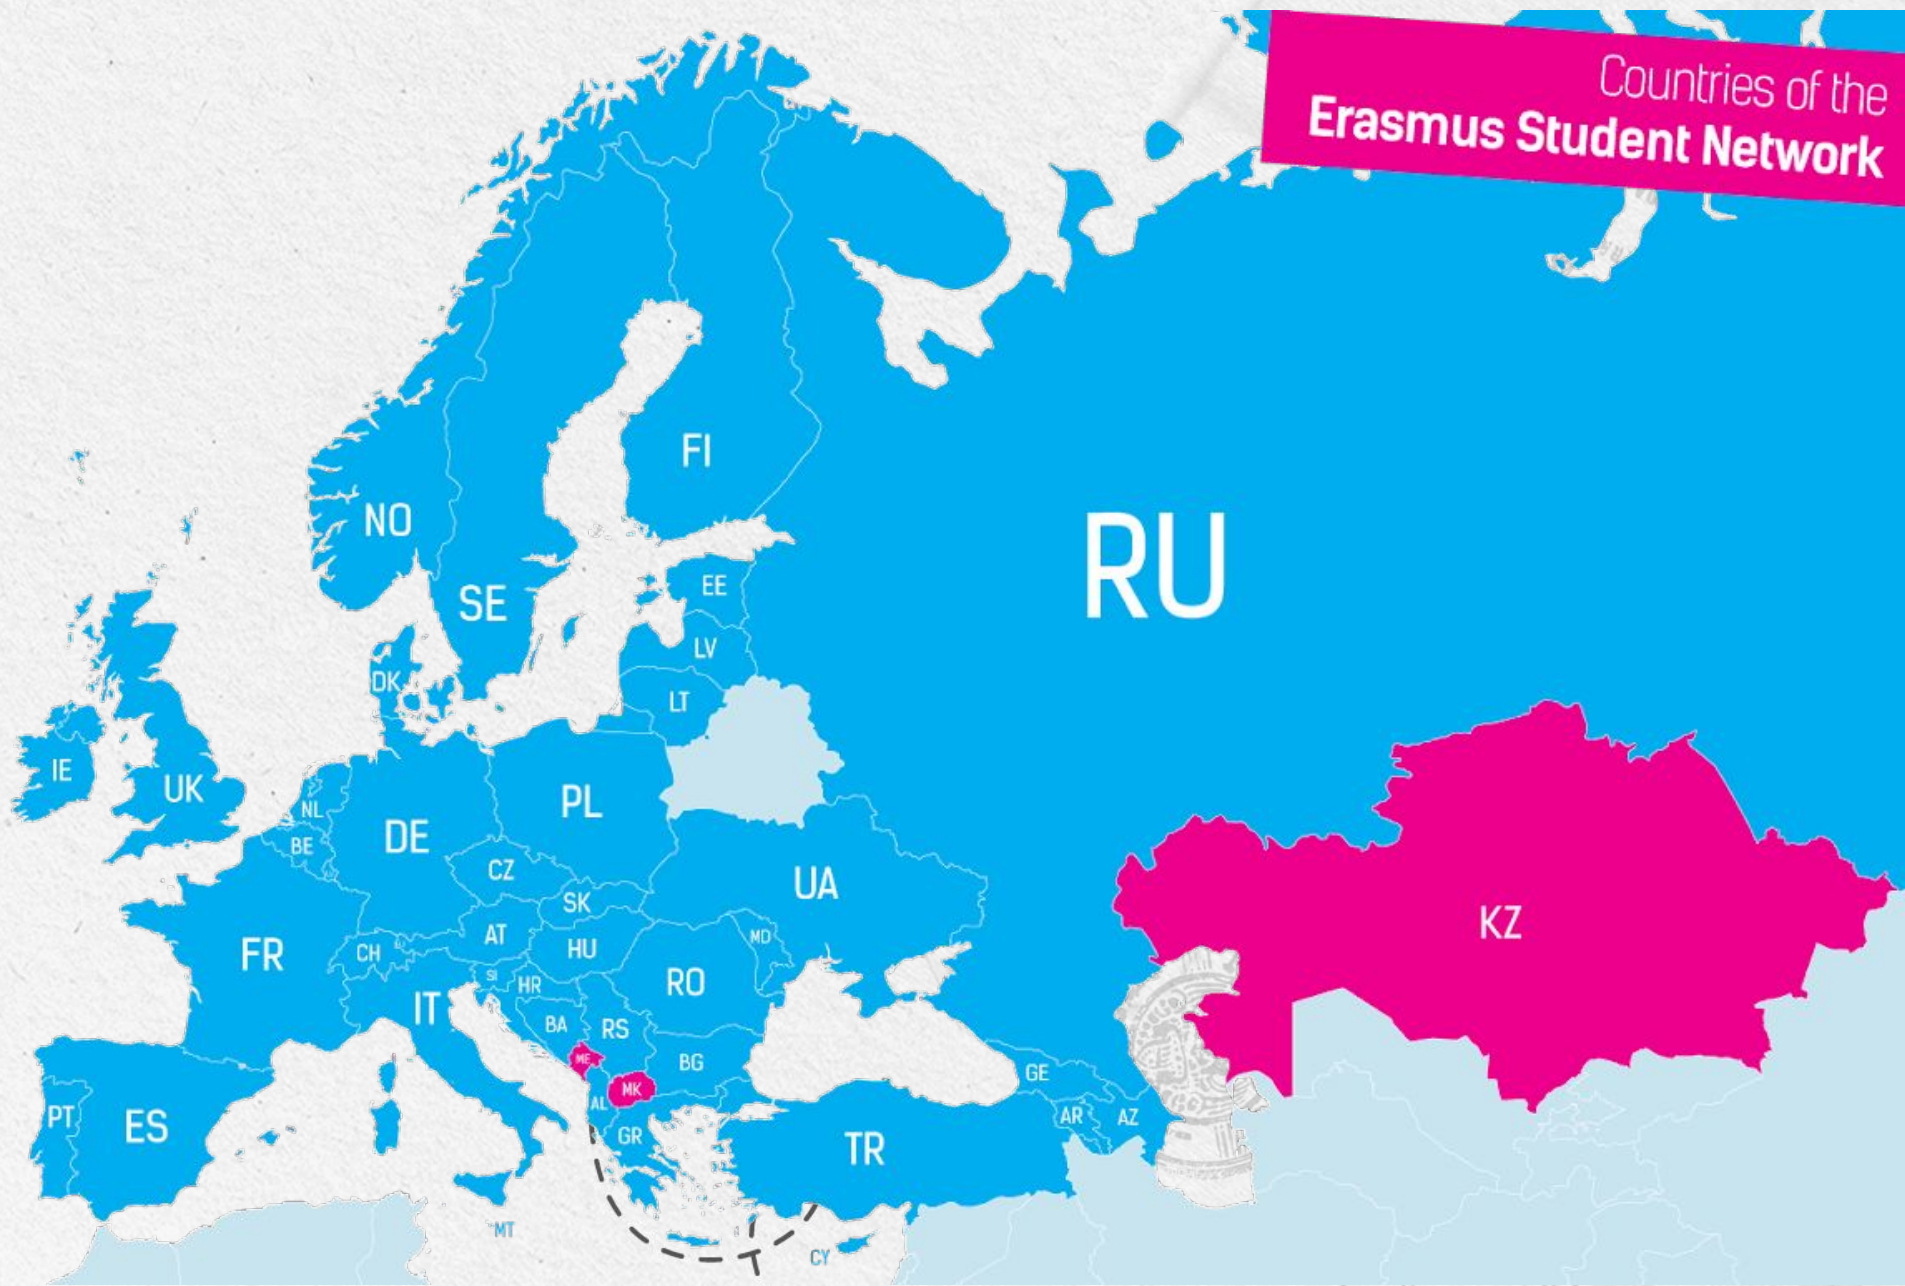 Countries of the
Erasmus Student Network
FI
NO
RU
SE
EE
LV
DK
LT
IE
UK
PL
NL
DE
BE
CZ
UA
SK
KZ
AT
MD
HU
CH
FR
SI
HR
RO
IT
BA
RS
ME
BG
GE
MK
AL
PT
ES
AR
AZ
GR
TR
MT
CY